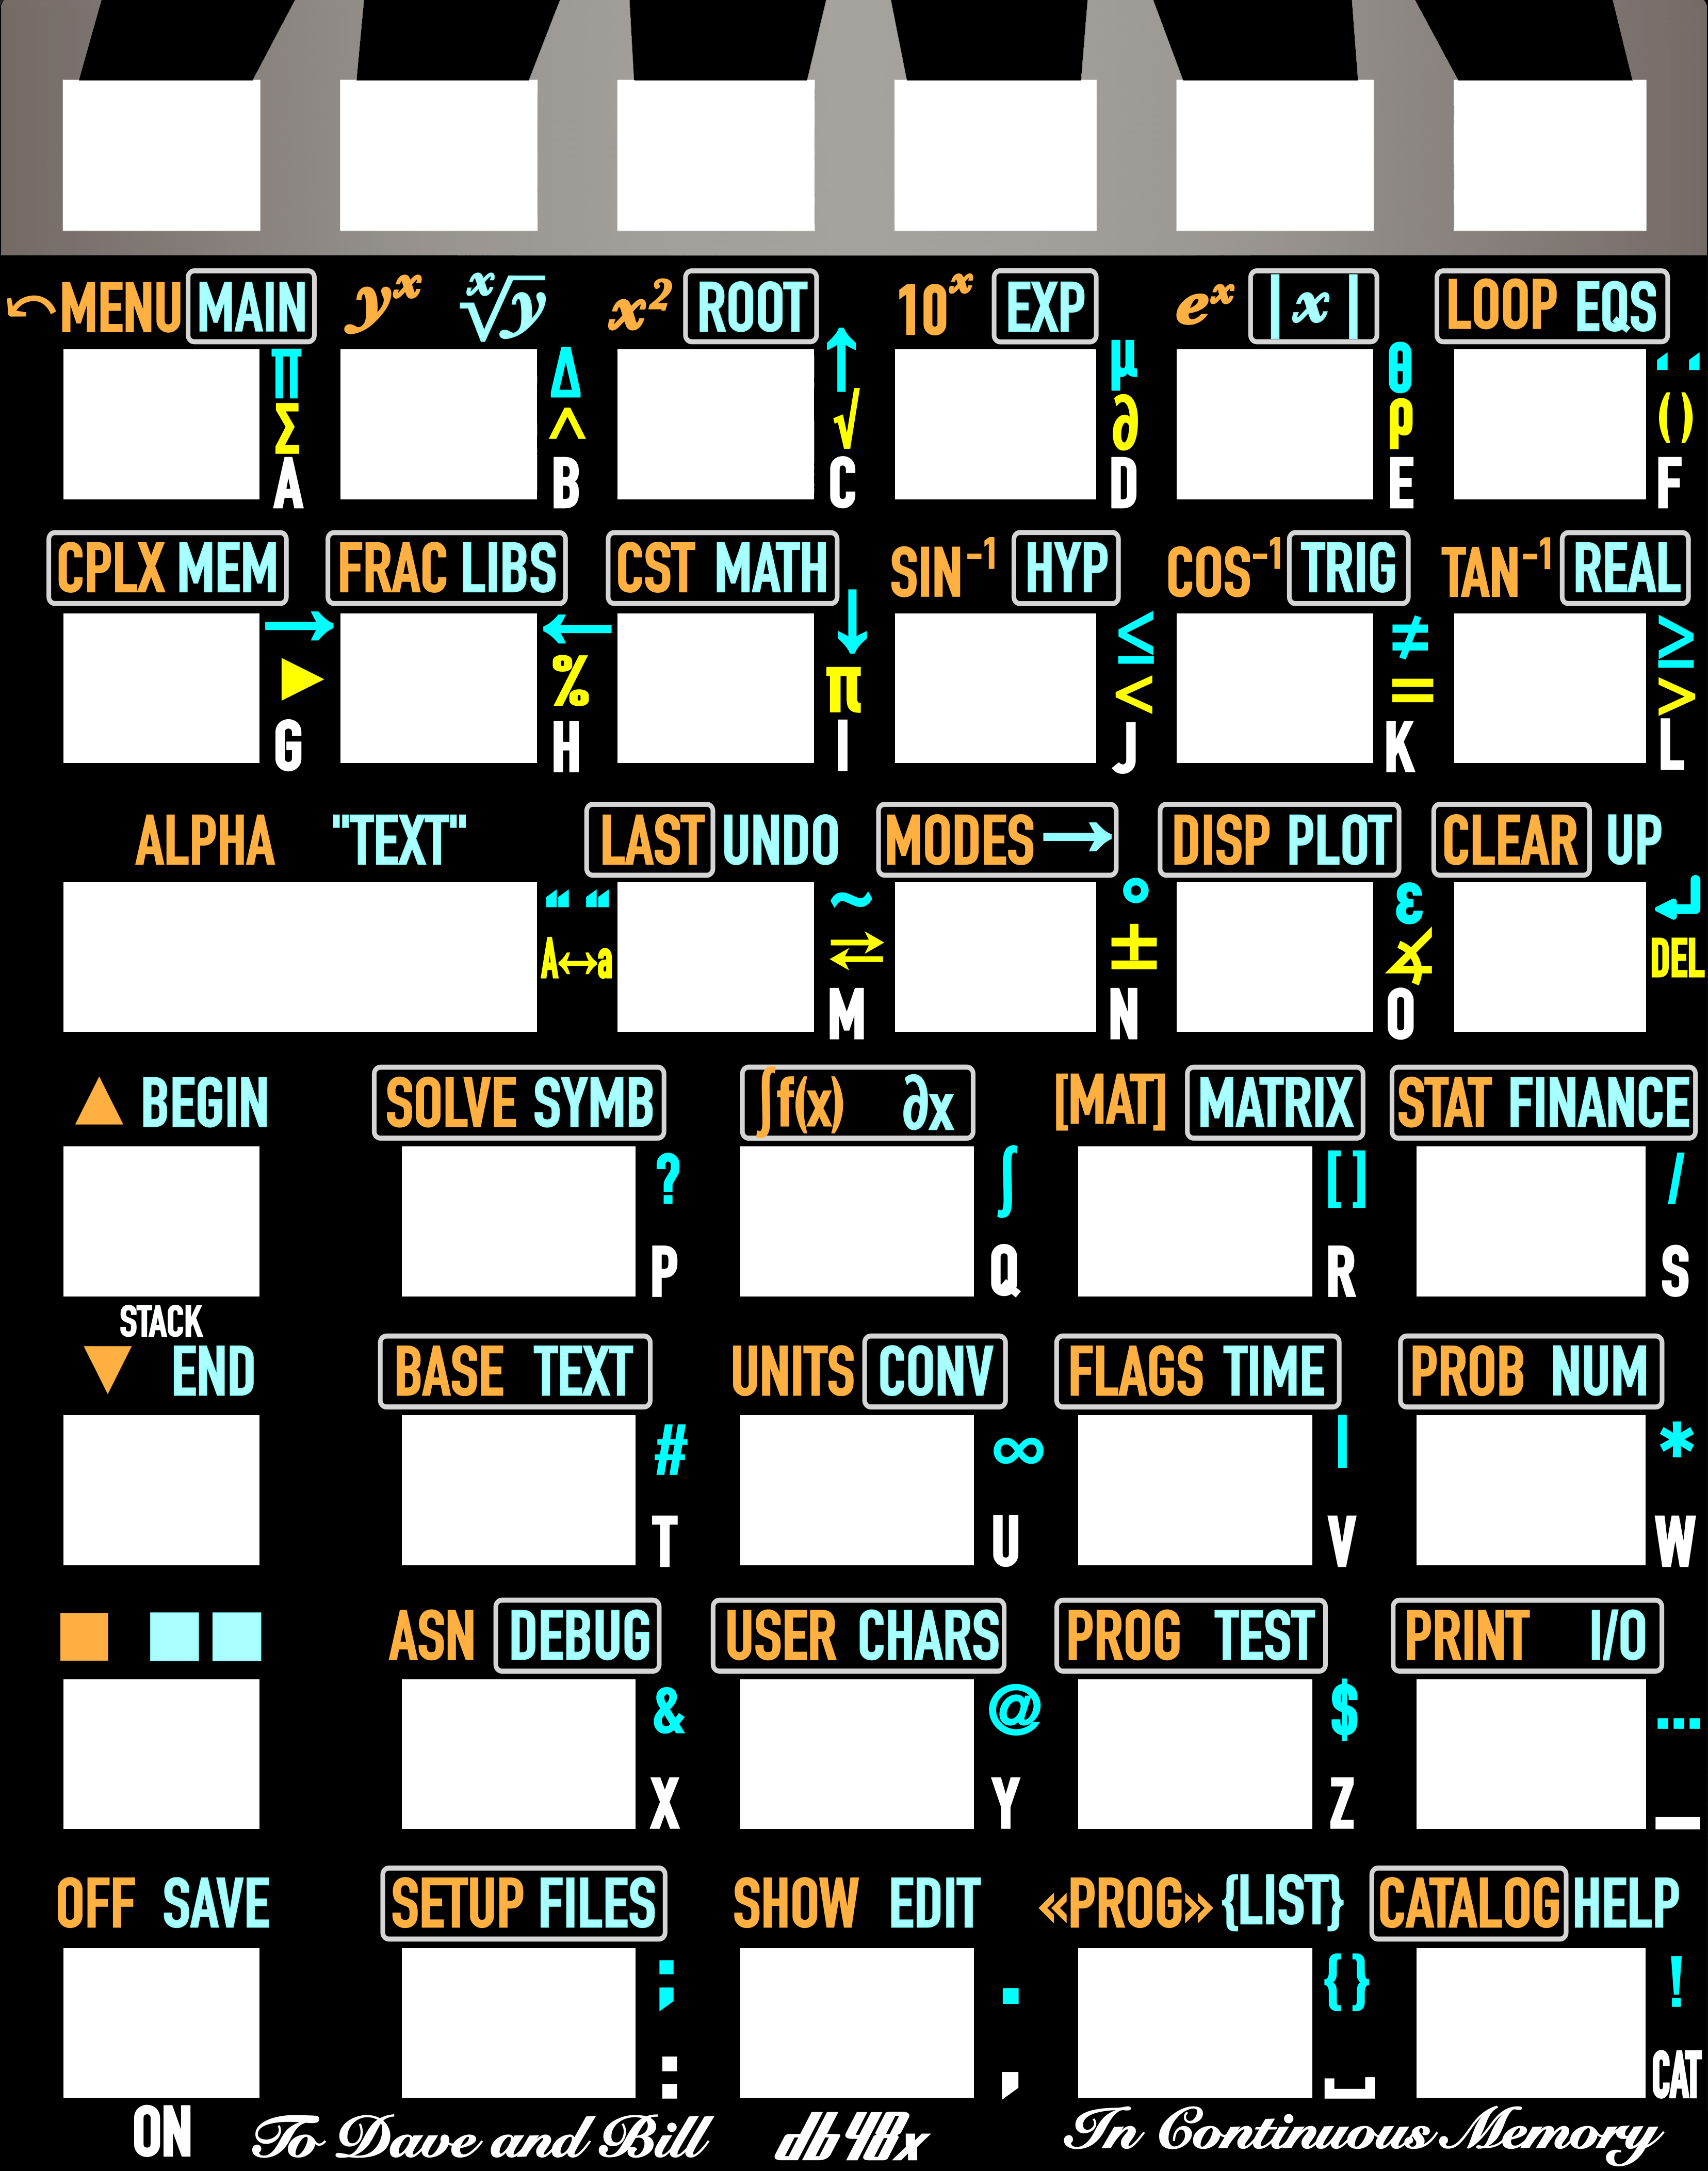 MENU MAIN yˣ ˣ√y x² ROOT 10ˣ EXP eˣ |x| LOOP EQS
Π Δ ↑ μ θ ''
Σ ^ √ ∂ ρ ()
A B C D E F
CPLX MEM FRAC LIBS CST MATH SIN⁻¹ HYP COS⁻¹ TRIG TAN⁻¹ REAL
→ ← ↓ ≤ ≠ ≥
▶ % π < = >
G H I J K L
ALPHA "TEXT" LAST UNDO MODES→ DISP PLOT CLEAR UP
"" ~ ° ε ↲
A↔a ⇄ ± ∡ DEL
M N O
▲ BEGIN SOLVE SYMB ∫f(x) ∂x [MAT] MATRIX STAT FINANCE
? ∫ [] /
P Q R S
STACK
▼ END BASE TEXT UNITS CONV FLAGS TIME PROB NUM
# ∞ | *
T U V W
ASN DEBUG USER CHARS PROG TEST PRINT I/O
& @ $ …
X Y Z _
OFF SAVE SETUP FILES SHOW EDIT «PROG» {LIST} CATALOG HELP
; . {} !
: , ␣ CAT
ON To Dave and Bill db48x In Continuous Memory